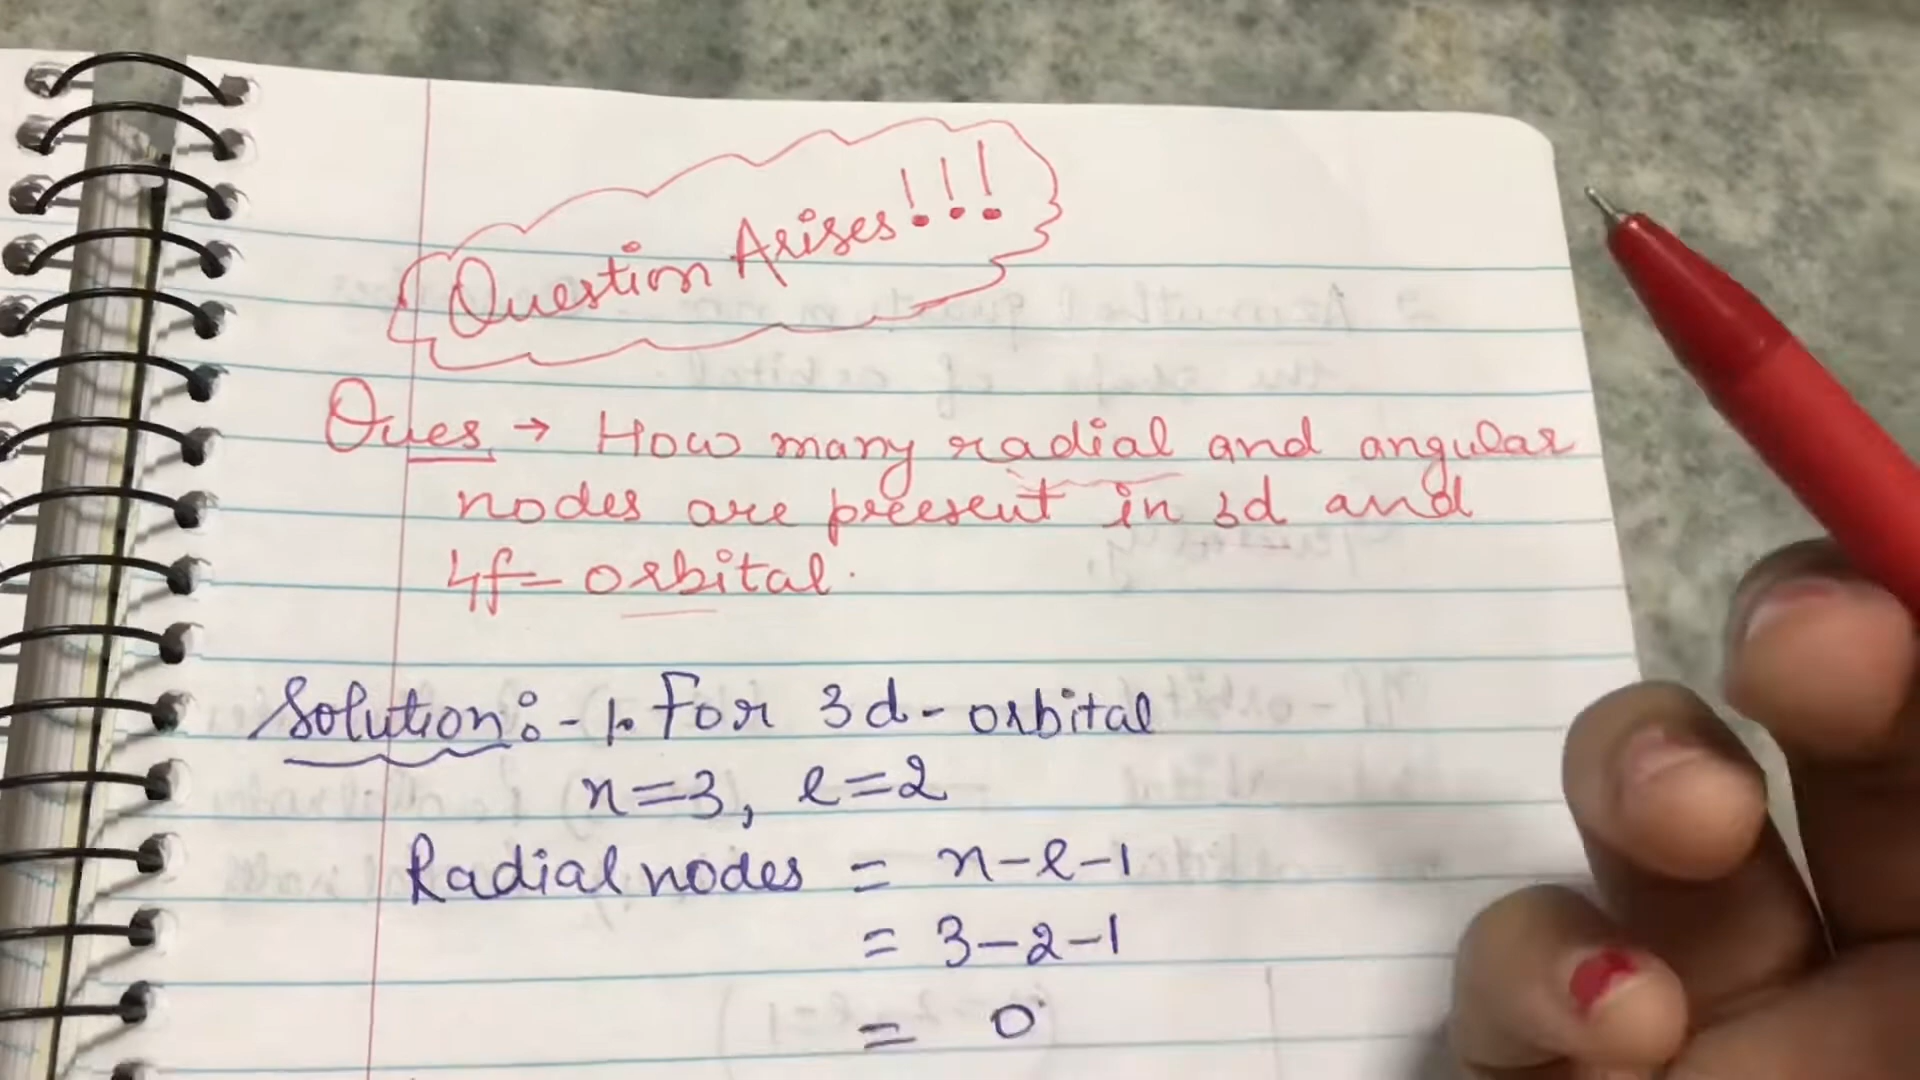 Question Arises!!!
Ques → How many radial and angular
nodes are present in 3d and
4f- orbital.
Solution:- 1. For 3d-orbital
n=3, l=2
Radial nodes = n-l-1
= 3-2-1
= 0